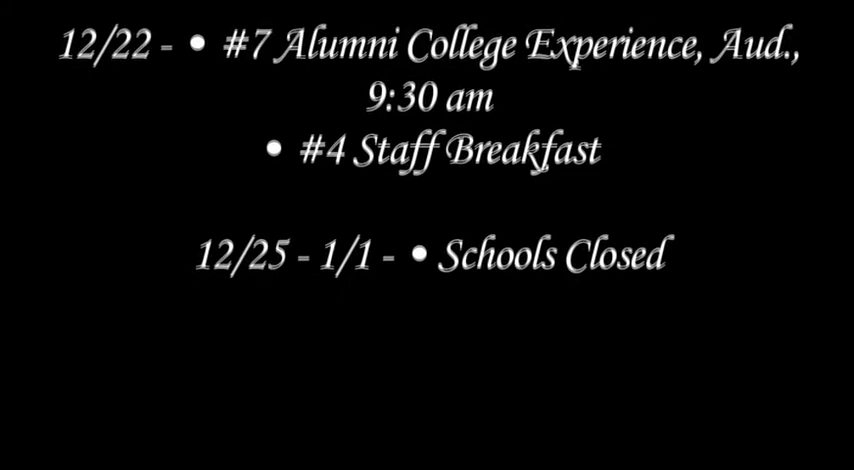 12/22 - • #7 Alumni College Experience, Aud.,
9:30 am
• #4 Staff Breakfast
12/25 - 1/1 - • Schools Closed